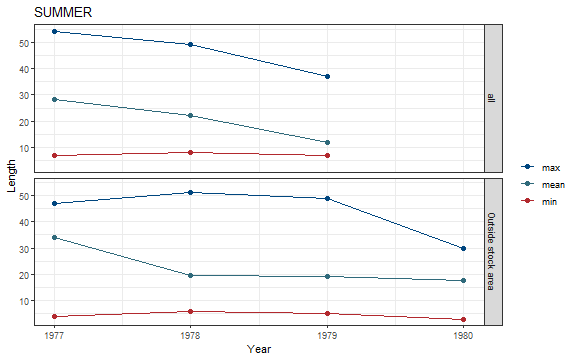 SUMMER
50
40
30
20
10
all
50
40
30
20
10
Outside stock area
Length
1977 1978 1979 1980
Year
max
mean
min